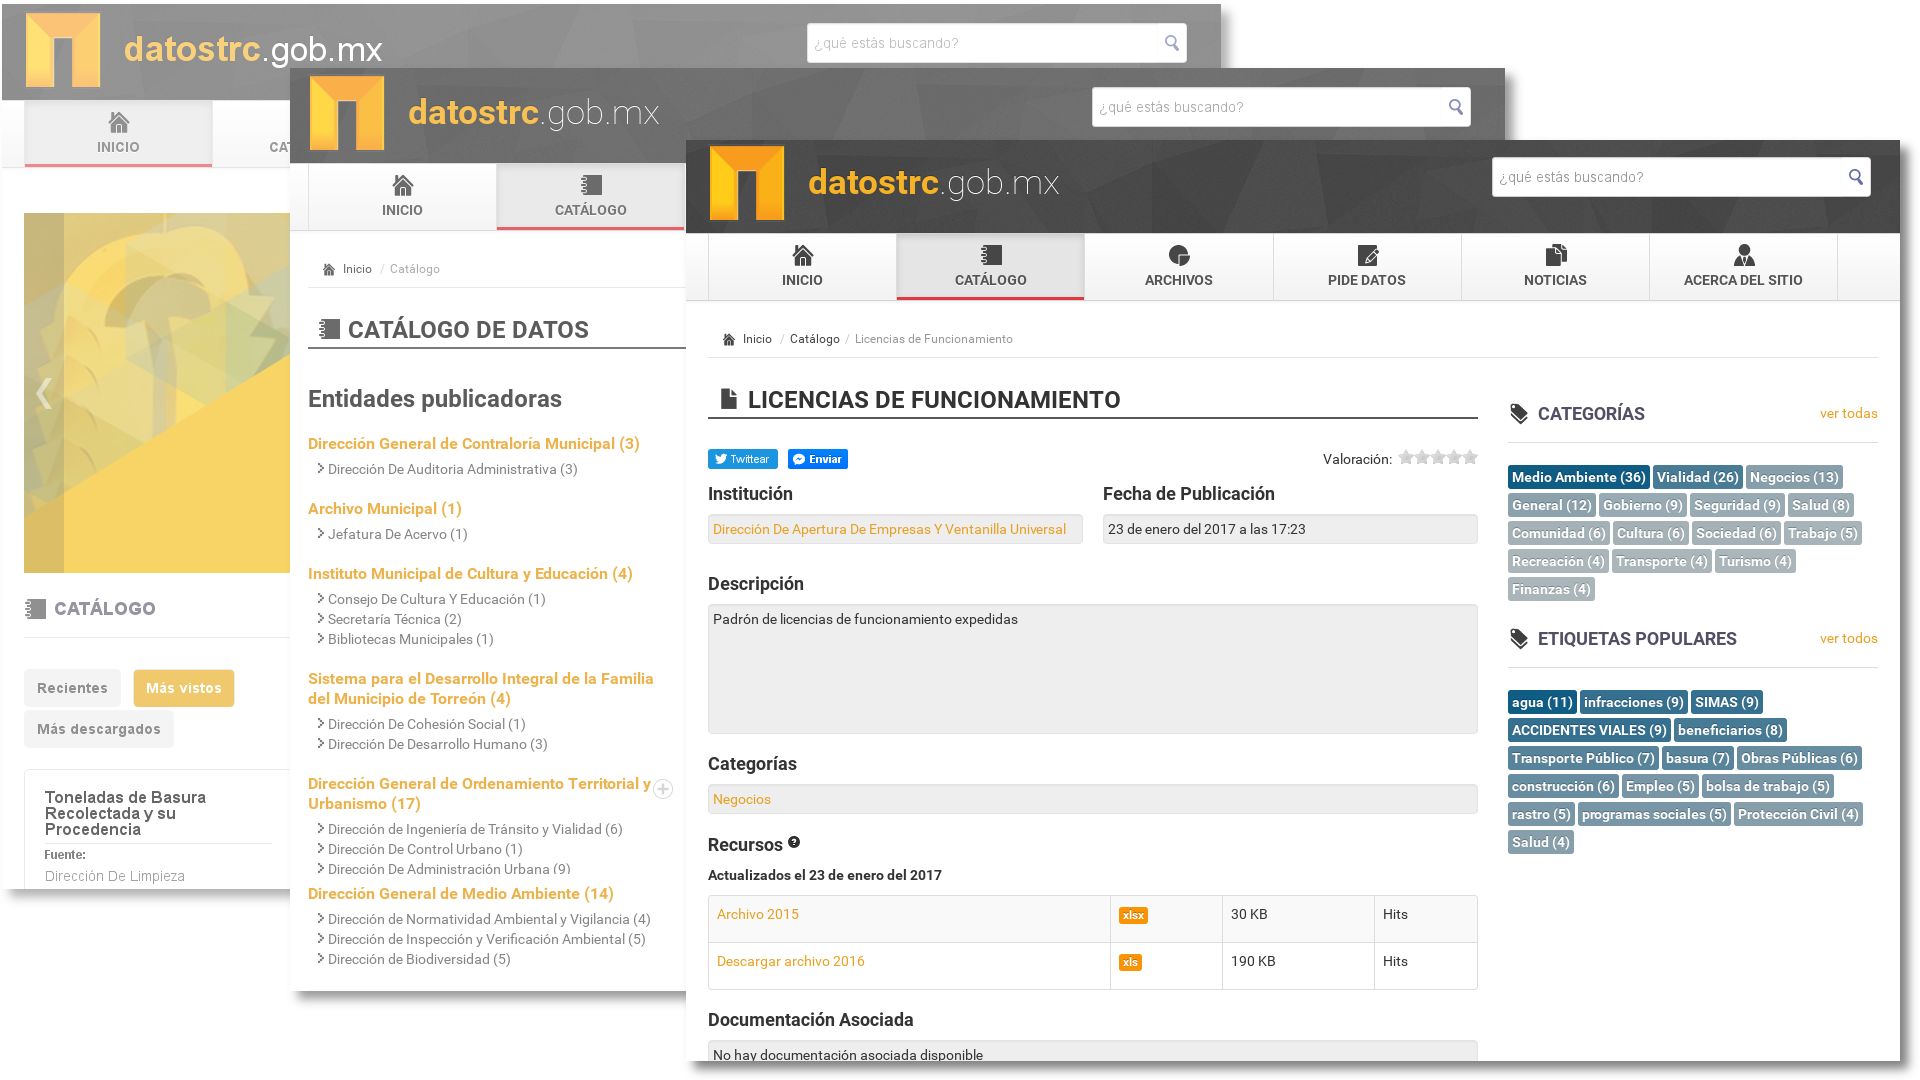 datostrc.gob.mx
¿qué estás buscando?
INICIO
CAT
CATÁLOGO
Recientes
Más vistos
Más descargados
Toneladas de Basura
Recolectada y su
Procedencia
Fuente:
Dirección De Limpieza
datostrc.gob.mx
¿qué estás buscando?
INICIO
CATÁLOGO
Inicio / Catálogo
CATÁLOGO DE DATOS
Entidades publicadoras
Dirección General de Contraloría Municipal (3)
Dirección De Auditoria Administrativa (3)
Archivo Municipal (1)
Jefatura De Acervo (1)
Instituto Municipal de Cultura y Educación (4)
Consejo De Cultura Y Educación (1)
Secretaría Técnica (2)
Bibliotecas Municipales (1)
Sistema para el Desarrollo Integral de la Familia
del Municipio de Torreón (4)
Dirección De Cohesión Social (1)
Dirección De Desarrollo Humano (3)
Dirección General de Ordenamiento Territorial y
Urbanismo (17)
Dirección de Ingeniería de Tránsito y Vialidad (6)
Dirección De Control Urbano (1)
Dirección De Administración Urbana (9)
Dirección General de Medio Ambiente (14)
Dirección de Normatividad Ambiental y Vigilancia (4)
Dirección de Inspección y Verificación Ambiental (5)
Dirección de Biodiversidad (5)
datostrc.gob.mx
¿qué estás buscando?
INICIO
CATÁLOGO
ARCHIVOS
PIDE DATOS
NOTICIAS
ACERCA DEL SITIO
Inicio / Catálogo / Licencias de Funcionamiento
LICENCIAS DE FUNCIONAMIENTO
Twittear
Enviar
Valoración:
Institución
Dirección De Apertura De Empresas Y Ventanilla Universal
Fecha de Publicación
23 de enero del 2017 a las 17:23
Descripción
Padrón de licencias de funcionamiento expedidas
Categorías
Negocios
Recursos ?
Actualizados el 23 de enero del 2017
Archivo 2015 xlsx 30 KB Hits
Descargar archivo 2016 xls 190 KB Hits
Documentación Asociada
No hay documentación asociada disponible
CATEGORÍAS ver todas
Medio Ambiente (36) Vialidad (26) Negocios (13)
General (12) Gobierno (9) Seguridad (9) Salud (8)
Comunidad (6) Cultura (6) Sociedad (6) Trabajo (5)
Recreación (4) Transporte (4) Turismo (4)
Finanzas (4)
ETIQUETAS POPULARES ver todos
agua (11) infracciones (9) SIMAS (9)
ACCIDENTES VIALES (9) beneficiarios (8)
Transporte Público (7) basura (7) Obras Públicas (6)
construcción (6) Empleo (5) bolsa de trabajo (5)
rastro (5) programas sociales (5) Protección Civil (4)
Salud (4)